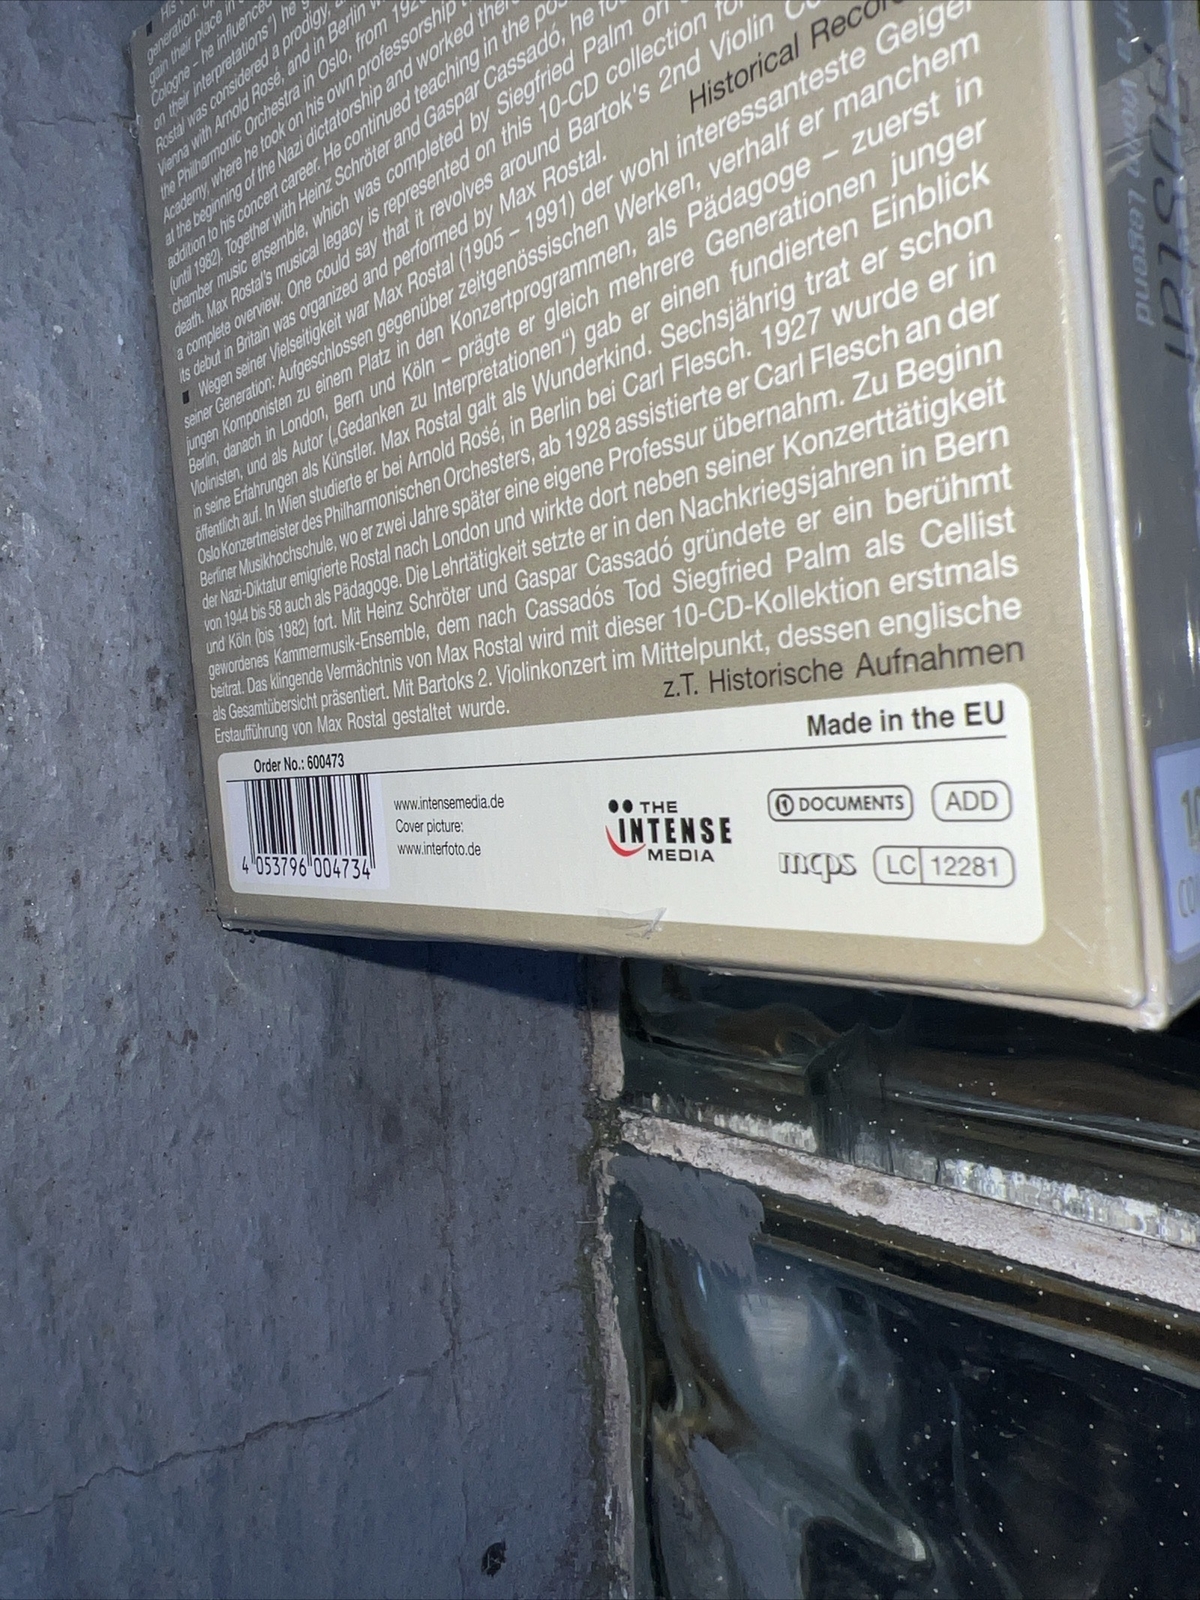 generation:
gain their place in
Cologne – he influenced
on their interpretations") he
Rostal was considered a prodigy,
Vienna with Arnold Rosé, and in Berlin
the Philharmonic Orchestra in Oslo, from
Academy, where he took on his own professorship
at the beginning of the Nazi dictatorship and worked
addition to his concert career. He continued teaching in the
(until 1982). Together with Heinz Schröter and Gaspar Cassadó, he
chamber music ensemble, which was completed by Siegfried Palm on
death. Max Rostal's musical legacy is represented on this 10-CD collection for
a complete overview. One could say that it revolves around Bartok's 2nd Violin
its debut in Britain was organized and performed by Max Rostal.
Historical
■ Wegen seiner Vielseitigkeit war Max Rostal (1905 – 1991) der wohl interessanteste Geiger
seiner Generation: Aufgeschlossen gegenüber zeitgenössischen Werken, verhalf er manchem
jungen Komponisten zu einem Platz in den Konzertprogrammen, als Pädagoge – zuerst in
Berlin, danach in London, Bern und Köln – prägte er gleich mehrere Generationen junger
Violinisten, und als Autor („Gedanken zu Interpretationen“) gab er einen fundierten Einblick
in seine Erfahrungen als Künstler. Max Rostal galt als Wunderkind. Sechsjährig trat er schon
öffentlich auf. In Wien studierte er bei Arnold Rosé, in Berlin bei Carl Flesch. 1927 wurde er in
Oslo Konzertmeister des Philharmonischen Orchesters, ab 1928 assistierte er Carl Flesch an der
Berliner Musikhochschule, wo er zwei Jahre später eine eigene Professur übernahm. Zu Beginn
der Nazi-Diktatur emigrierte Rostal nach London und wirkte dort neben seiner Konzerttätigkeit
von 1944 bis 58 auch als Pädagoge. Die Lehrtätigkeit setzte er in den Nachkriegsjahren in Bern
und Köln (bis 1982) fort. Mit Heinz Schröter und Gaspar Cassadó gründete er ein berühmt
gewordenes Kammermusik-Ensemble, dem nach Cassadós Tod Siegfried Palm als Cellist
beitrat. Das klingende Vermächtnis von Max Rostal wird mit dieser 10-CD-Kollektion erstmals
als Gesamtübersicht präsentiert. Mit Bartoks 2. Violinkonzert im Mittelpunkt, dessen englische
Erstaufführung von Max Rostal gestaltet wurde.
z.T. Historische Aufnahmen
Made in the EU
Order No.: 600473
4 053796 004734
www.intensemedia.de
Cover picture:
www.interfoto.de
THE
INTENSE
MEDIA
DOCUMENTS
ADD
mcps
LC 12281
Legend